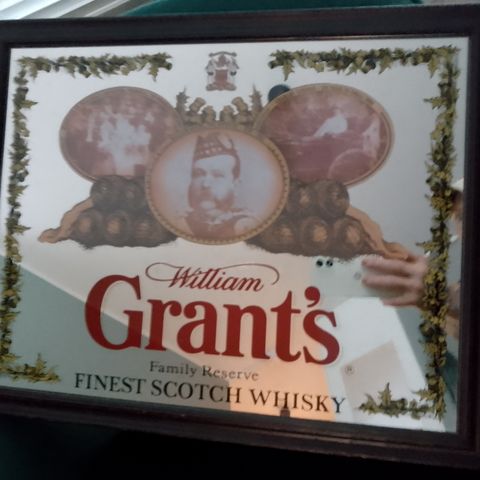 William
Grant's
®
Family Reserve
FINEST SCOTCH WHISKY